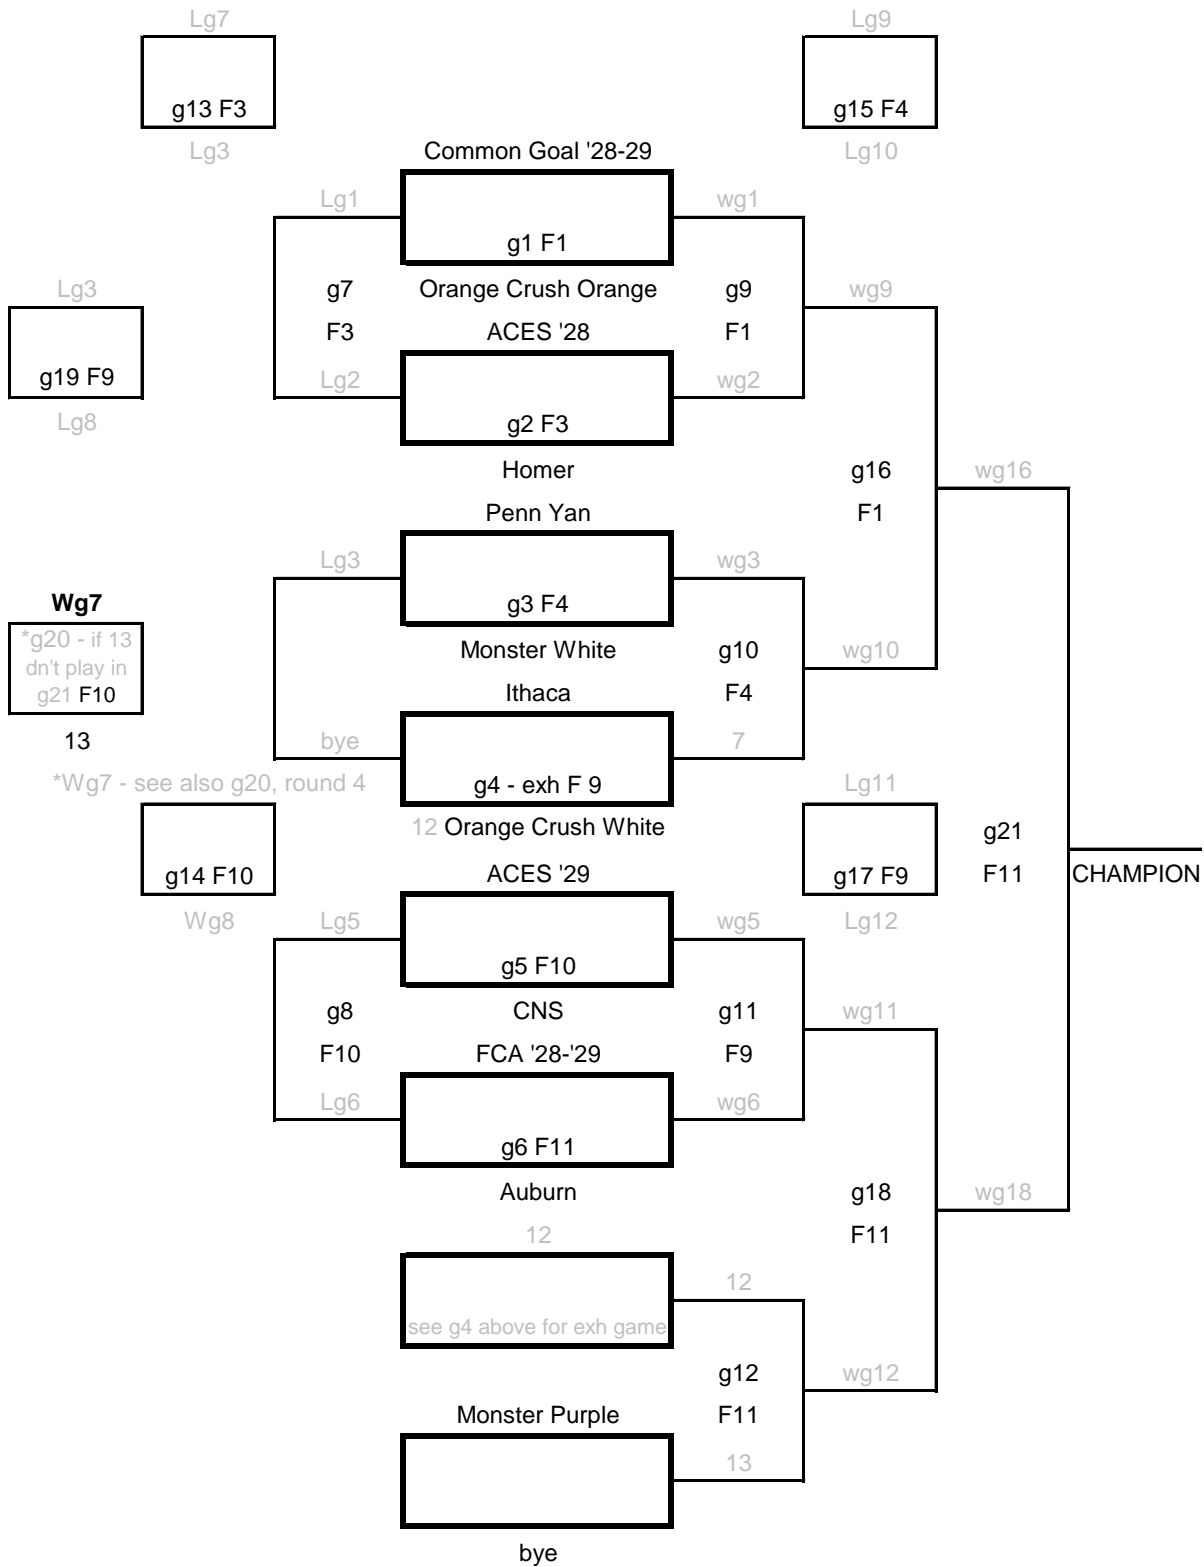 Lg7
Lg9
g13 F3
g15 F4
Lg3
Lg10
Common Goal '28-29
Lg1
wg1
g1 F1
Lg3
g7
Orange Crush Orange
g9
wg9
F3
ACES '28
F1
g19 F9
Lg2
wg2
Lg8
g2 F3
Homer
g16
wg16
Penn Yan
F1
Lg3
wg3
Wg7
g3 F4
*g20 - if 13
dn't play in
g21 F10
Monster White
g10
wg10
Ithaca
F4
13
bye
7
*Wg7 - see also g20, round 4
g4 - exh F 9
Lg11
12 Orange Crush White
g21
g14 F10
ACES '29
g17 F9
F11
CHAMPION
Wg8
Lg5
wg5
Lg12
g5 F10
g8
CNS
g11
wg11
F10
FCA '28-'29
F9
Lg6
wg6
g6 F11
Auburn
g18
wg18
12
F11
12
see g4 above for exh game
g12
wg12
Monster Purple
F11
13
bye